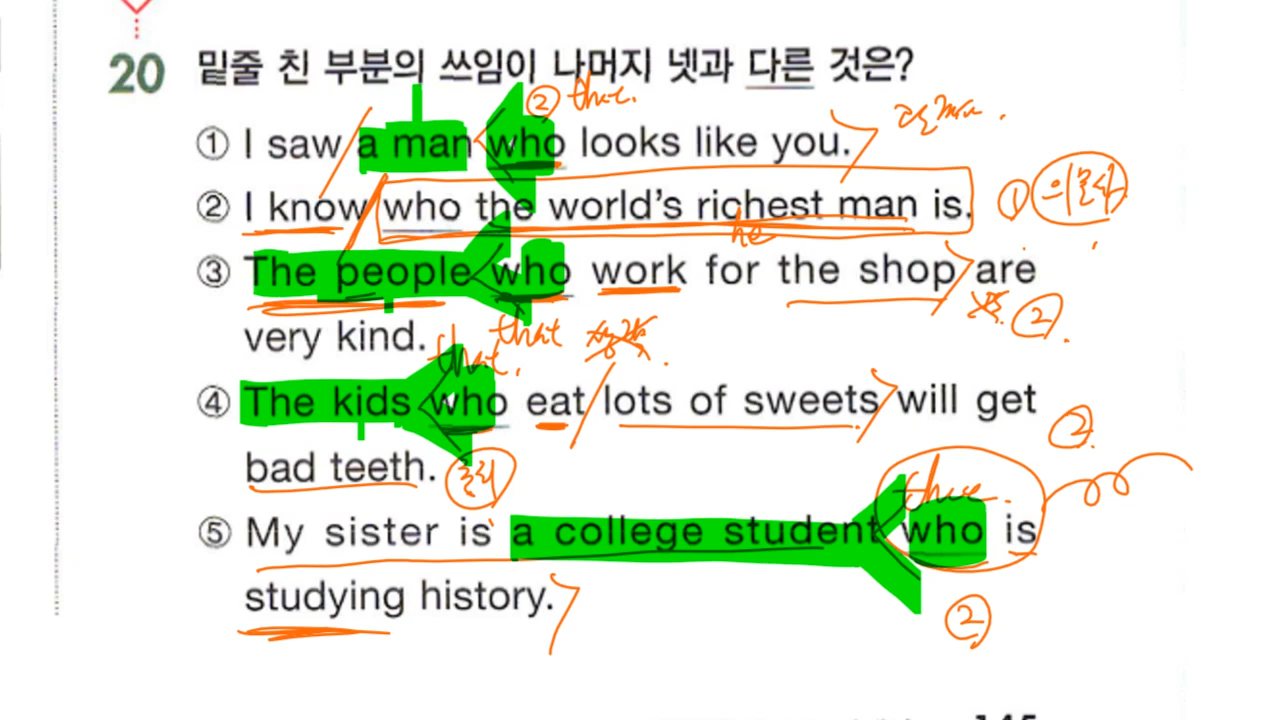 20 밑줄 친 부분의 쓰임이 나머지 넷과 다른 것은?
② that.
① I saw a man who looks like you.
② I know who the world's richest man is.
① 의문사
he
③ The people who work for the shop are
②
very kind.
that
that.
④ The kids who eat lots of sweets will get
②
bad teeth.
that.
⑤ My sister is a college student who is
studying history.
②